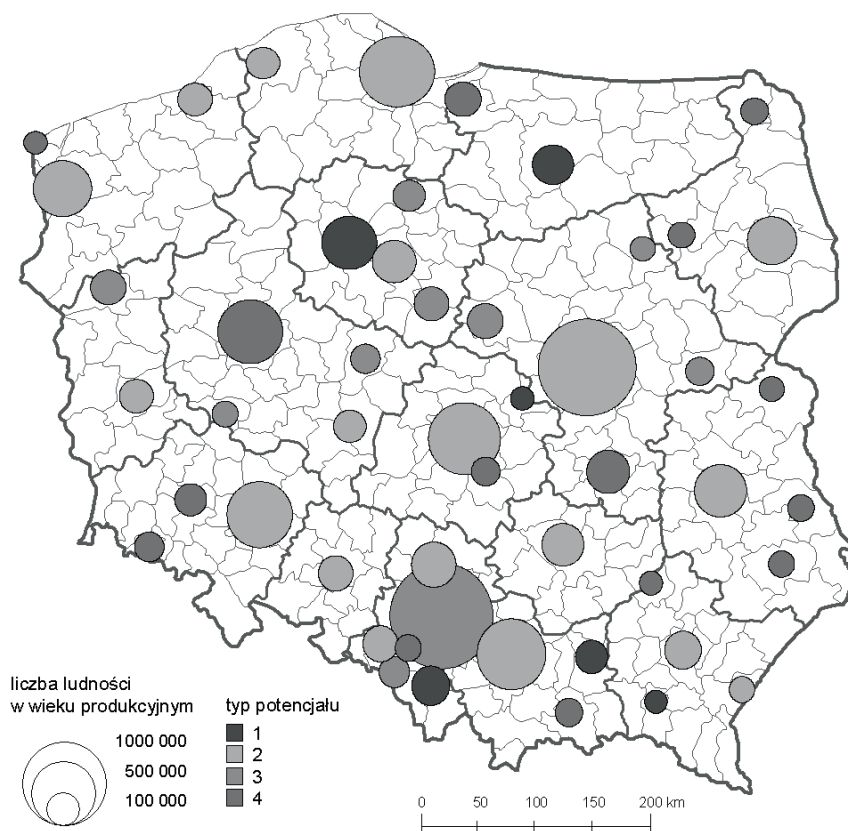 liczba ludności
w wieku produkcyjnym
1000 000
500 000
100 000
typ potencjału
1
2
3
4
0 50 100 150 200 km